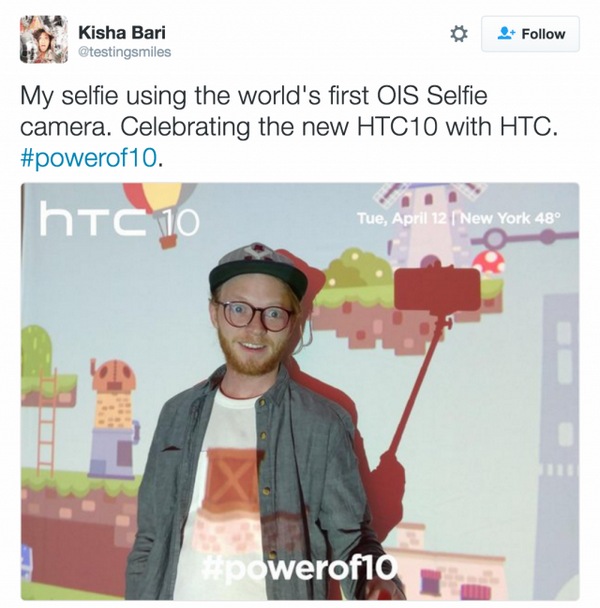 Kisha Bari
@testingsmiles
Follow
My selfie using the world's first OIS Selfie
camera. Celebrating the new HTC10 with HTC.
#powerof10.
hTC 10
Tue, April 12 | New York 48°
#powerof10